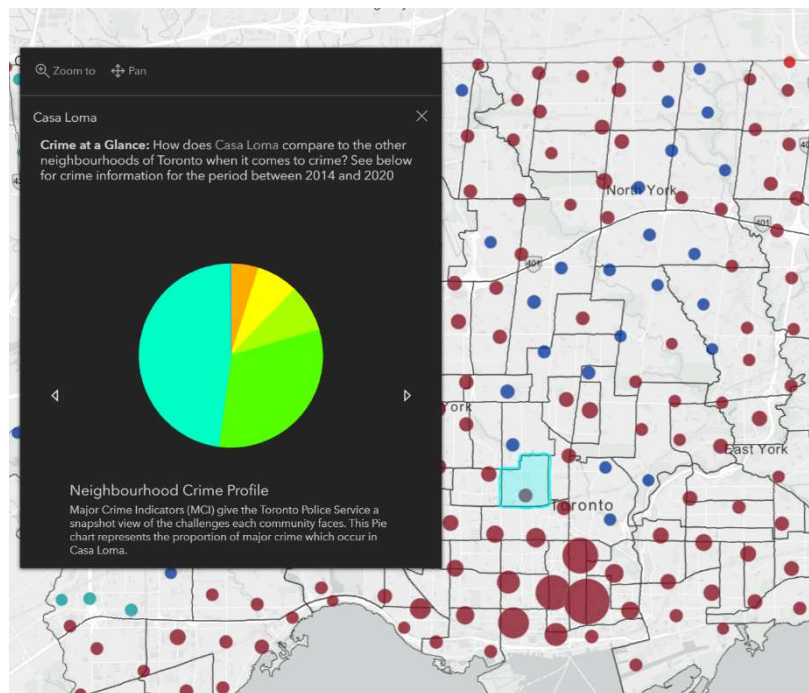 Zoom to
Pan
Casa Loma
Crime at a Glance: How does Casa Loma compare to the other
neighbourhoods of Toronto when it comes to crime? See below
for crime information for the period between 2014 and 2020
Neighbourhood Crime Profile
Major Crime Indicators (MCI) give the Toronto Police Service a
snapshot view of the challenges each community faces. This Pie
chart represents the proportion of major crime which occur in
Casa Loma.
North York
401
401
York
East York
Toronto